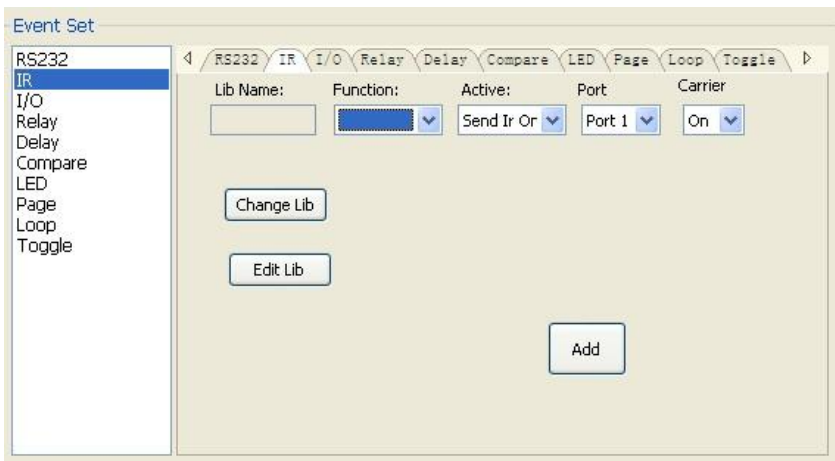 Event Set
RS232
IR
I/O
Relay
Delay
Compare
LED
Page
Loop
Toggle
RS232 IR I/O Relay Delay Compare LED Page Loop Toggle
Lib Name: Function: Active: Port Carrier
Send Ir Or Port 1 On
Change Lib
Edit Lib
Add